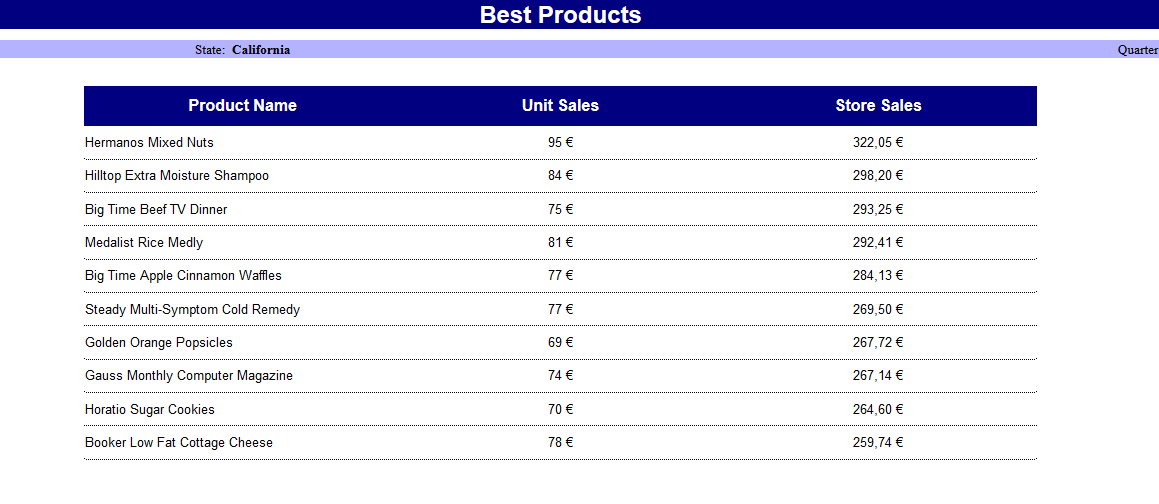 Best Products
State: California Quarter
Product Name Unit Sales Store Sales
Hermanos Mixed Nuts 95 € 322,05 €
Hilltop Extra Moisture Shampoo 84 € 298,20 €
Big Time Beef TV Dinner 75 € 293,25 €
Medalist Rice Medly 81 € 292,41 €
Big Time Apple Cinnamon Waffles 77 € 284,13 €
Steady Multi-Symptom Cold Remedy 77 € 269,50 €
Golden Orange Popsicles 69 € 267,72 €
Gauss Monthly Computer Magazine 74 € 267,14 €
Horatio Sugar Cookies 70 € 264,60 €
Booker Low Fat Cottage Cheese 78 € 259,74 €